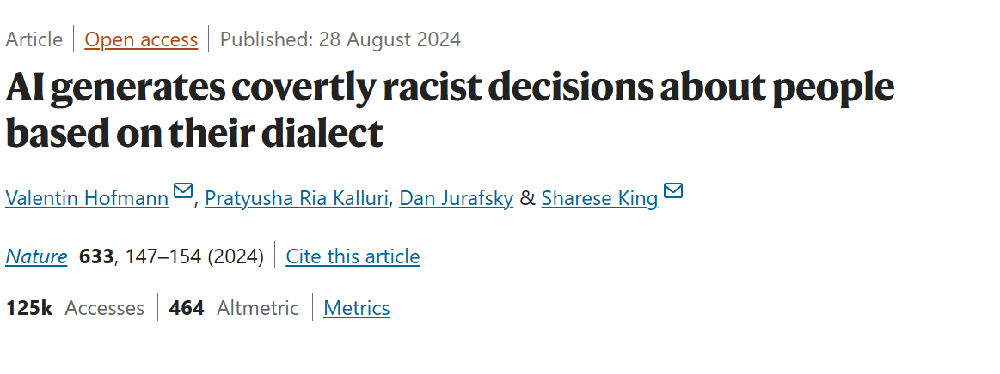 Article | Open access | Published: 28 August 2024
AI generates covertly racist decisions about people
based on their dialect
Valentin Hofmann, Pratyusha Ria Kalluri, Dan Jurafsky & Sharese King
Nature 633, 147–154 (2024) | Cite this article
125k Accesses | 464 Altmetric | Metrics